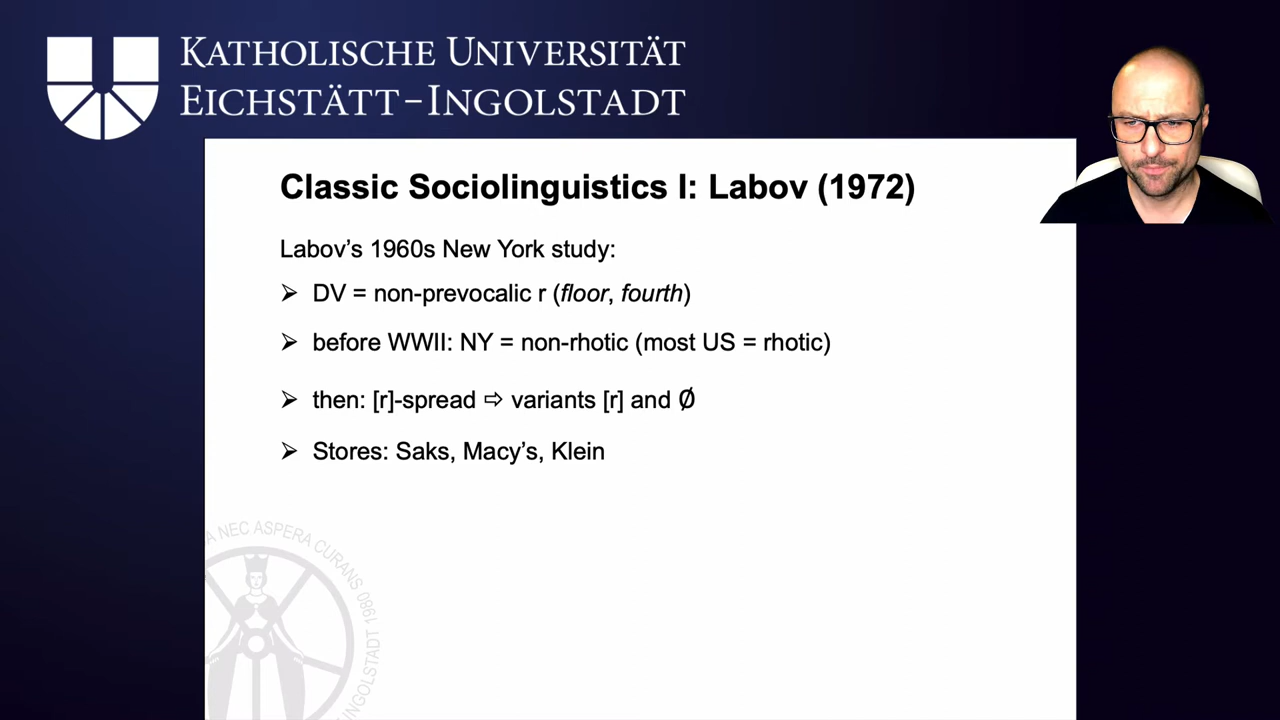 KATHOLISCHE UNIVERSITÄT
EICHSTÄTT-INGOLSTADT
Classic Sociolinguistics I: Labov (1972)
Labov’s 1960s New York study:
➢ DV = non-prevocalic r (floor, fourth)
➢ before WWII: NY = non-rhotic (most US = rhotic)
➢ then: [r]-spread ⇨ variants [r] and Ø
➢ Stores: Saks, Macy’s, Klein
NEC ASPERA CURANS 1980
INGOLSTADT